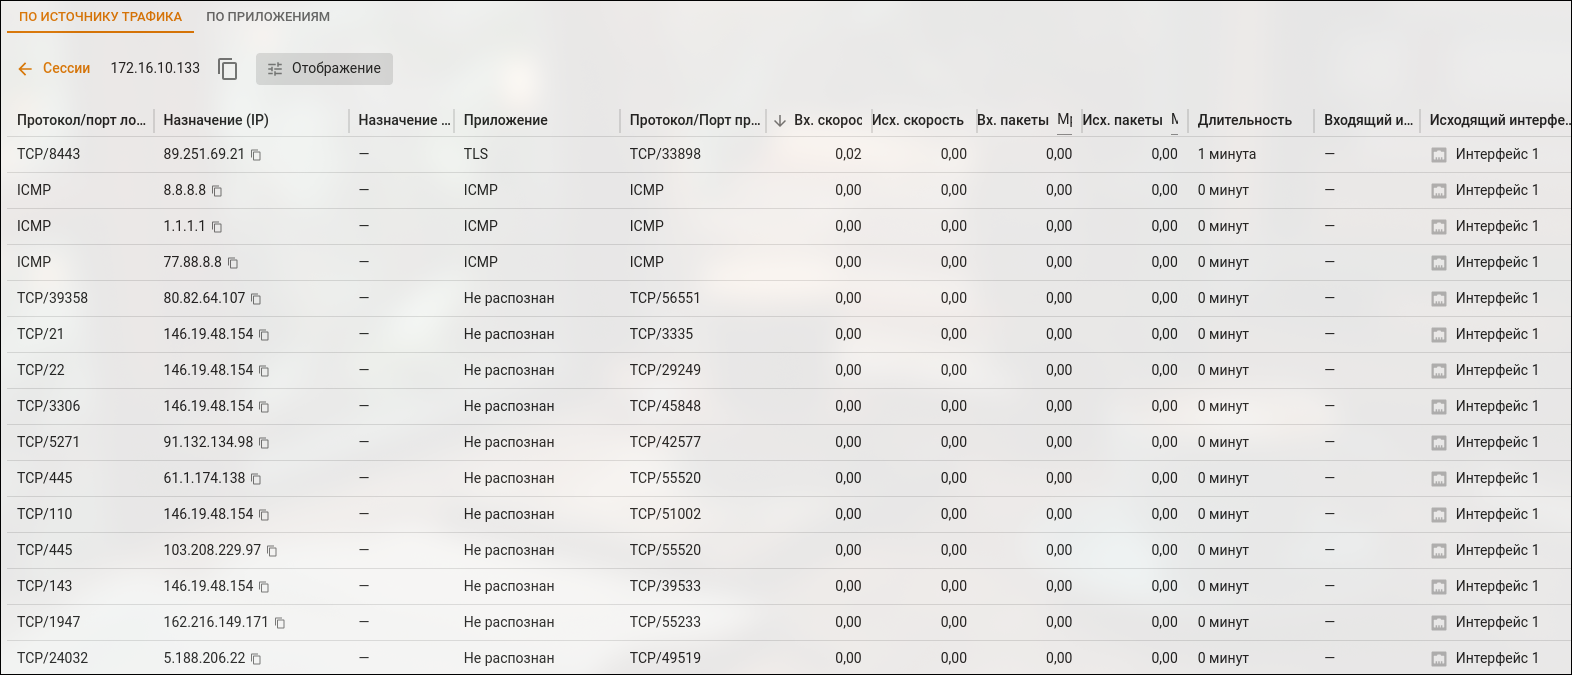 ПО ИСТОЧНИКУ ТРАФИКА ПО ПРИЛОЖЕНИЯМ
Сессии 172.16.10.133 Отображение
Протокол/порт ло... Назначение (IP) Назначение ... Приложение Протокол/Порт пр... Вх. скорос Исх. скорость Вх. пакеты Исх. пакеты Длительность Входящий и... Исходящий интерфе...
TCP/8443 89.251.69.21 — TLS TCP/33898 0,02 0,00 0,00 0,00 1 минута — Интерфейс 1
ICMP 8.8.8.8 — ICMP ICMP 0,00 0,00 0,00 0,00 0 минут — Интерфейс 1
ICMP 1.1.1.1 — ICMP ICMP 0,00 0,00 0,00 0,00 0 минут — Интерфейс 1
ICMP 77.88.8.8 — ICMP ICMP 0,00 0,00 0,00 0,00 0 минут — Интерфейс 1
TCP/39358 80.82.64.107 — Не распознан TCP/56551 0,00 0,00 0,00 0,00 0 минут — Интерфейс 1
TCP/21 146.19.48.154 — Не распознан TCP/3335 0,00 0,00 0,00 0,00 0 минут — Интерфейс 1
TCP/22 146.19.48.154 — Не распознан TCP/29249 0,00 0,00 0,00 0,00 0 минут — Интерфейс 1
TCP/3306 146.19.48.154 — Не распознан TCP/45848 0,00 0,00 0,00 0,00 0 минут — Интерфейс 1
TCP/5271 91.132.134.98 — Не распознан TCP/42577 0,00 0,00 0,00 0,00 0 минут — Интерфейс 1
TCP/445 61.1.174.138 — Не распознан TCP/55520 0,00 0,00 0,00 0,00 0 минут — Интерфейс 1
TCP/110 146.19.48.154 — Не распознан TCP/51002 0,00 0,00 0,00 0,00 0 минут — Интерфейс 1
TCP/445 103.208.229.97 — Не распознан TCP/55520 0,00 0,00 0,00 0,00 0 минут — Интерфейс 1
TCP/143 146.19.48.154 — Не распознан TCP/39533 0,00 0,00 0,00 0,00 0 минут — Интерфейс 1
TCP/1947 162.216.149.171 — Не распознан TCP/55233 0,00 0,00 0,00 0,00 0 минут — Интерфейс 1
TCP/24032 5.188.206.22 — Не распознан TCP/49519 0,00 0,00 0,00 0,00 0 минут — Интерфейс 1